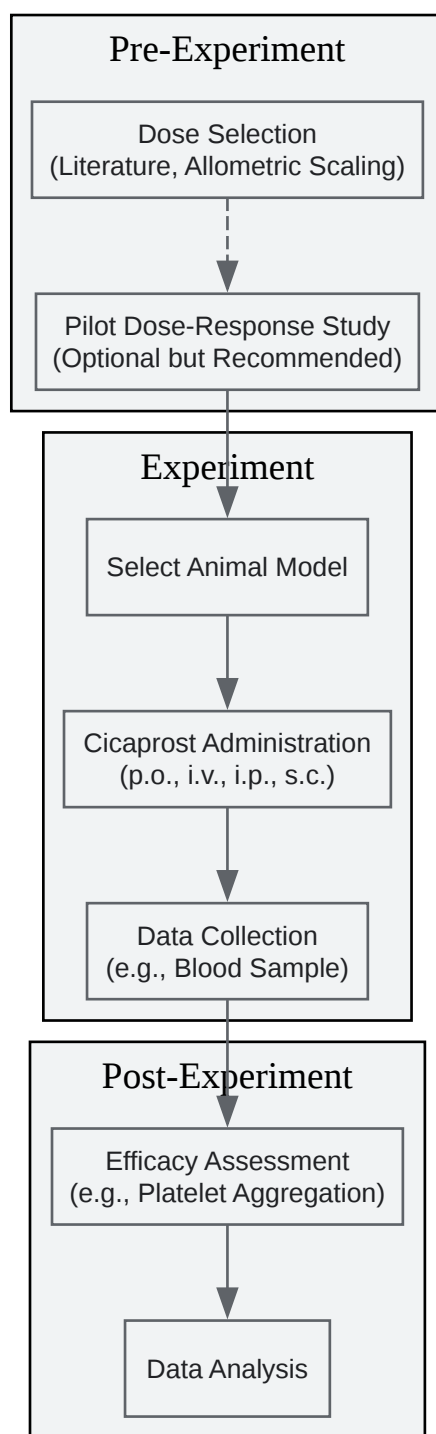 Pre-Experiment
Dose Selection
(Literature, Allometric Scaling)
Pilot Dose-Response Study
(Optional but Recommended)
Experiment
Select Animal Model
Cicaprost Administration
(p.o., i.v., i.p., s.c.)
Data Collection
(e.g., Blood Sample)
Post-Experiment
Efficacy Assessment
(e.g., Platelet Aggregation)
Data Analysis